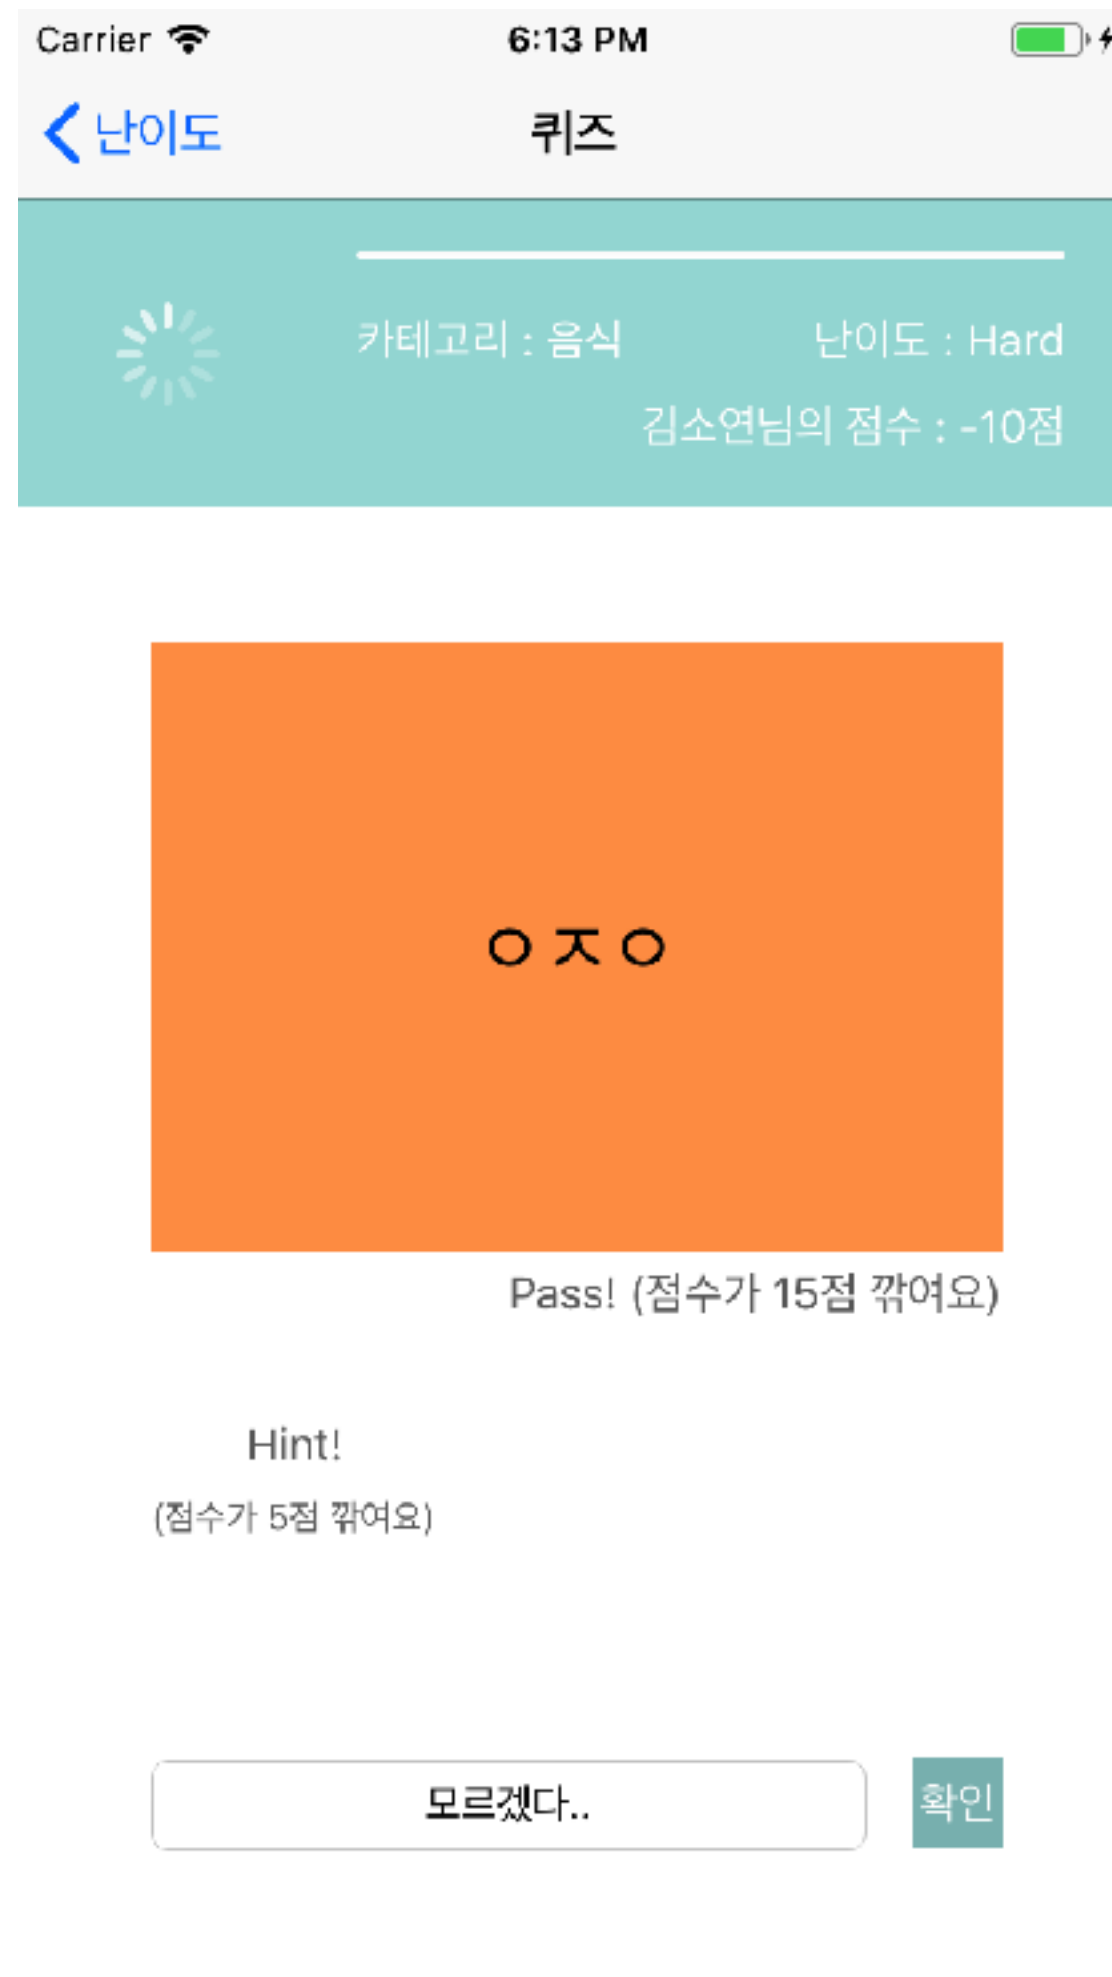 Carrier 6:13 PM
난이도 퀴즈
카테고리 : 음식 난이도 : Hard
김소연님의 점수 : -10점
ㅇㅈㅇ
Pass! (점수가 15점 깎여요)
Hint!
(점수가 5점 깎여요)
모르겠다.. 확인